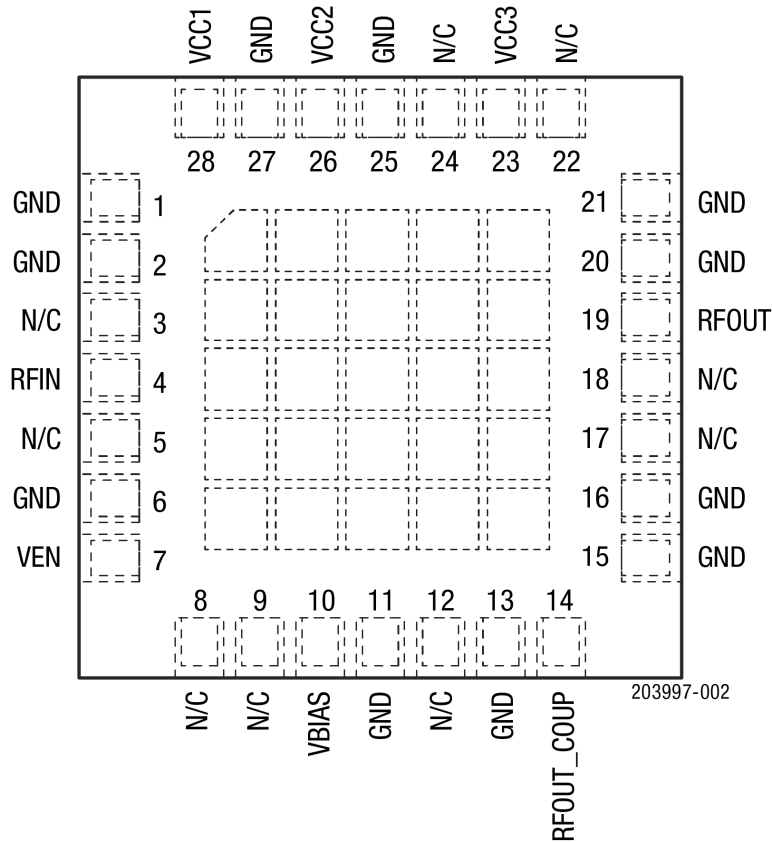 VCC1 GND VCC2 GND N/C VCC3 N/C
28 27 26 25 24 23 22
GND 1 21 GND
GND 2 20 GND
N/C 3 19 RFOUT
RFIN 4 18 N/C
N/C 5 17 N/C
GND 6 16 GND
VEN 7 15 GND
8 9 10 11 12 13 14
N/C N/C VBIAS GND N/C GND RFOUT_COUP
203997-002